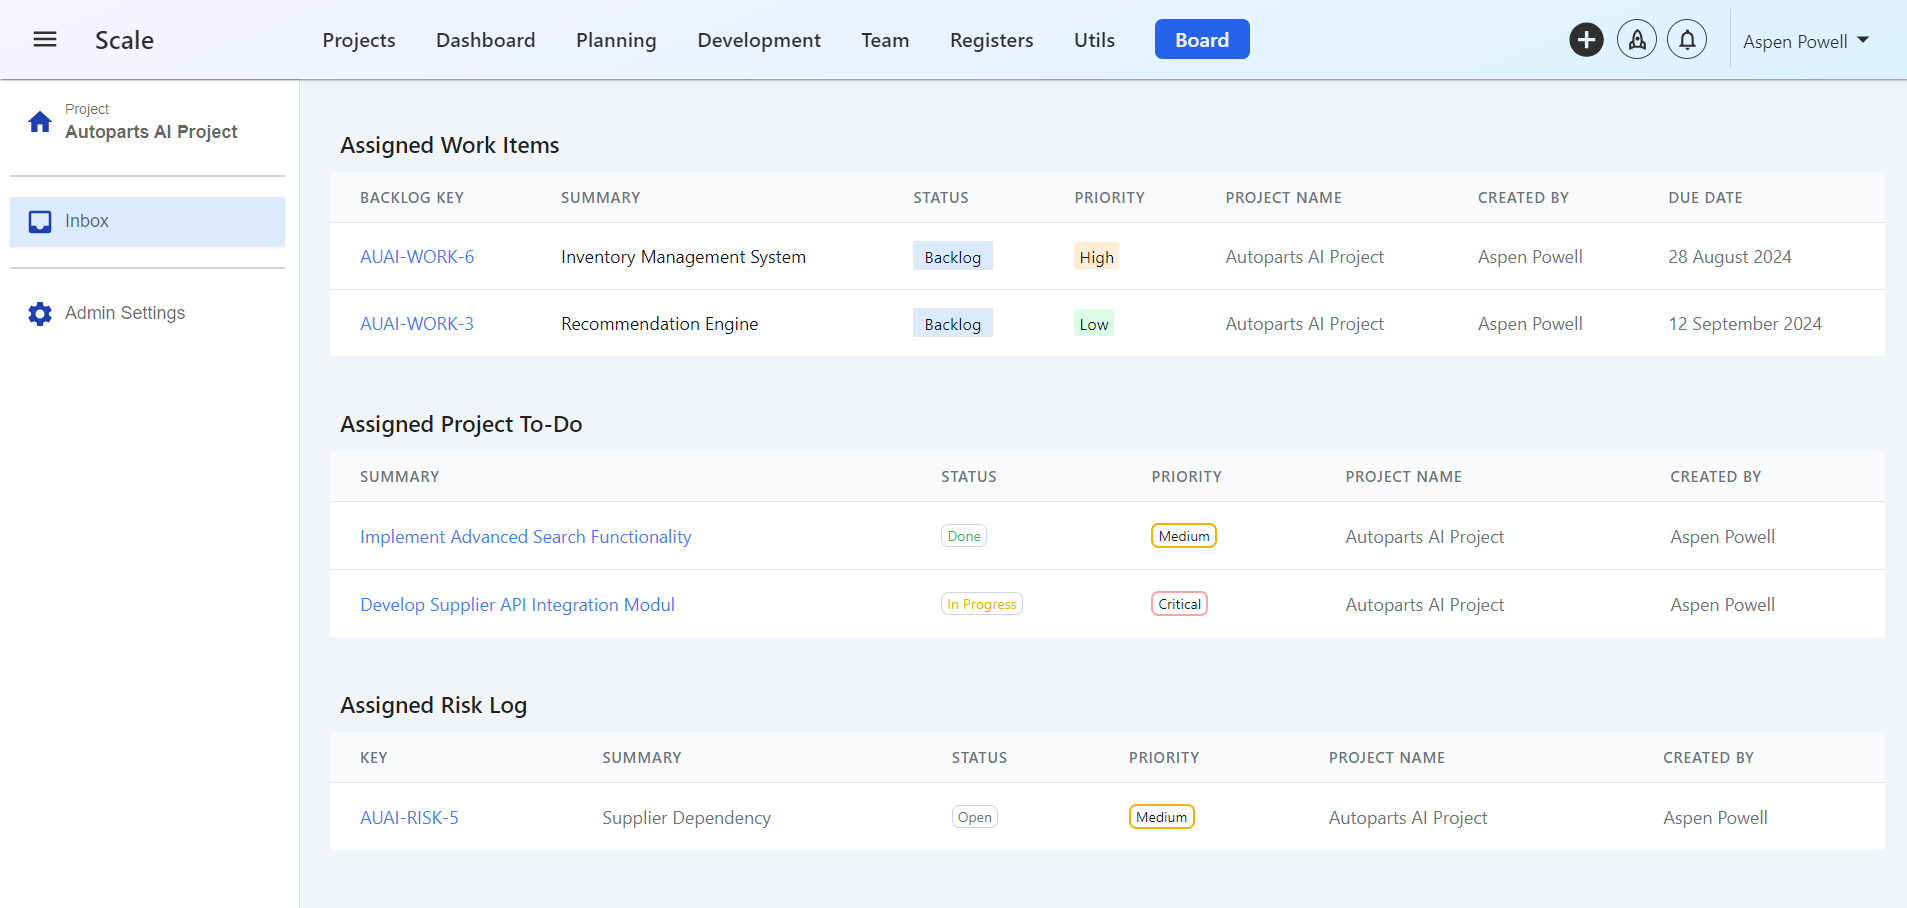 Scale
Projects Dashboard Planning Development Team Registers Utils Board
Aspen Powell
Project
Autoparts AI Project
Inbox
Admin Settings
Assigned Work Items
BACKLOG KEY SUMMARY STATUS PRIORITY PROJECT NAME CREATED BY DUE DATE
AUAI-WORK-6 Inventory Management System Backlog High Autoparts AI Project Aspen Powell 28 August 2024
AUAI-WORK-3 Recommendation Engine Backlog Low Autoparts AI Project Aspen Powell 12 September 2024
Assigned Project To-Do
SUMMARY STATUS PRIORITY PROJECT NAME CREATED BY
Implement Advanced Search Functionality Done Medium Autoparts AI Project Aspen Powell
Develop Supplier API Integration Modul In Progress Critical Autoparts AI Project Aspen Powell
Assigned Risk Log
KEY SUMMARY STATUS PRIORITY PROJECT NAME CREATED BY
AUAI-RISK-5 Supplier Dependency Open Medium Autoparts AI Project Aspen Powell